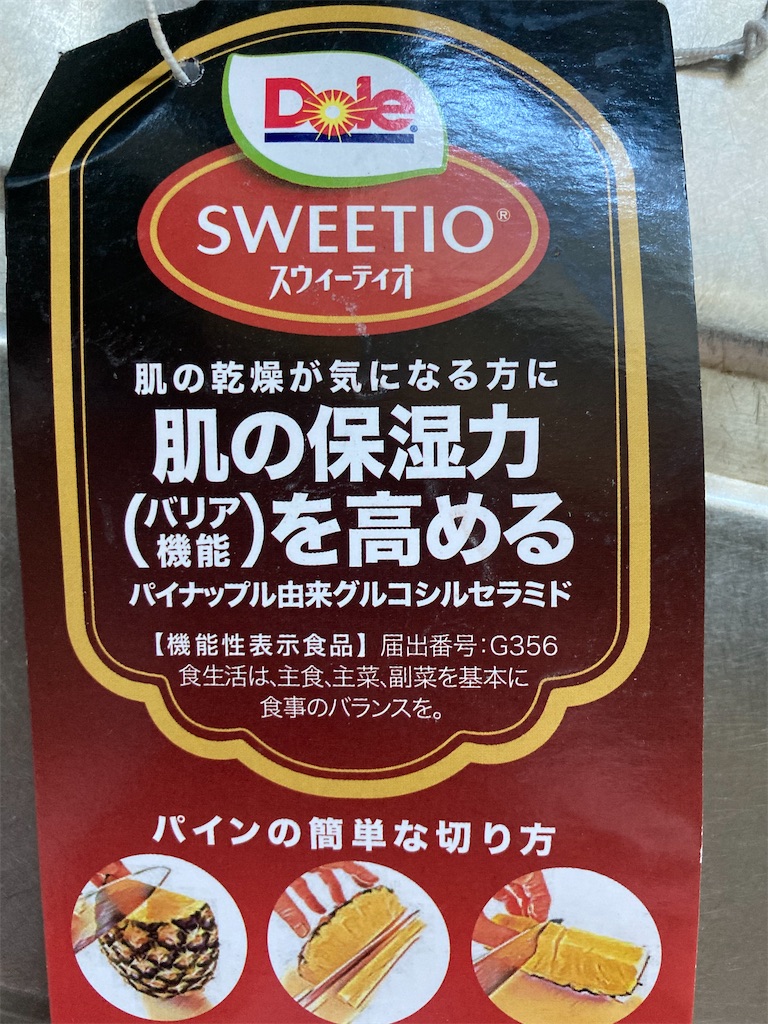 Dole®
SWEETIO®
スウィーティオ
肌の乾燥が気になる方に
肌の保湿力
(バリア機能)を高める
パイナップル由来グルコシルセラミド
【機能性表示食品】届出番号:G356
食生活は、主食、主菜、副菜を基本に
食事のバランスを。
パインの簡単な切り方